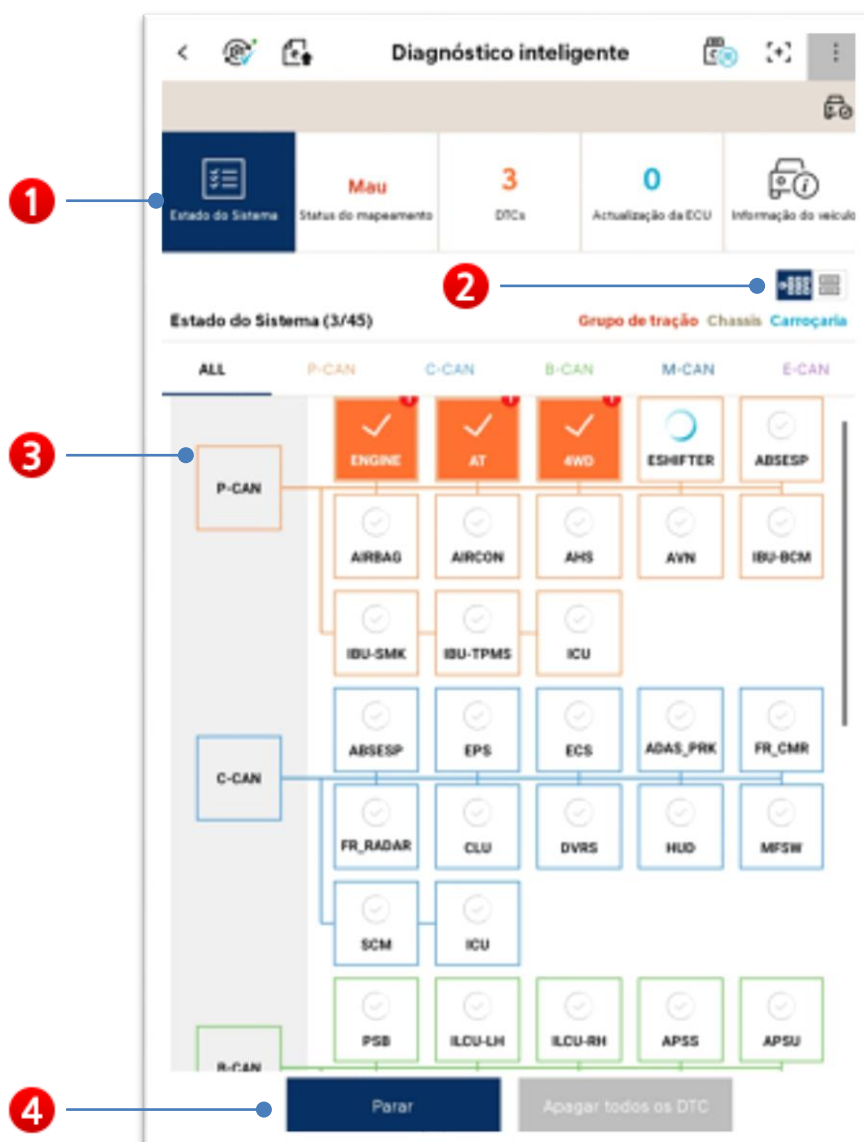 Diagnóstico inteligente
1
Estado do Sistema
Mau
Status do mapeamento
3
DTCs
0
Actualização da ECU
Informação do veículo
2
Estado do Sistema (3/45)
Grupo de tração Chassis Carroçaria
ALL P-CAN C-CAN B-CAN M-CAN E-CAN
3
P-CAN
ENGINE AT 4WD ESHIFTER ABSESP
AIRBAG AIRCON AHS AVN IBU-BCM
IBU-SMK IBU-TPMS ICU
C-CAN
ABSESP EPS ECS ADAS_PRK FR_CMR
FR_RADAR CLU DVRS HUD MFSW
SCM ICU
B-CAN
PSB ILCU-LH ILCU-RH APSS APSU
4
Parar Apagar todos os DTC